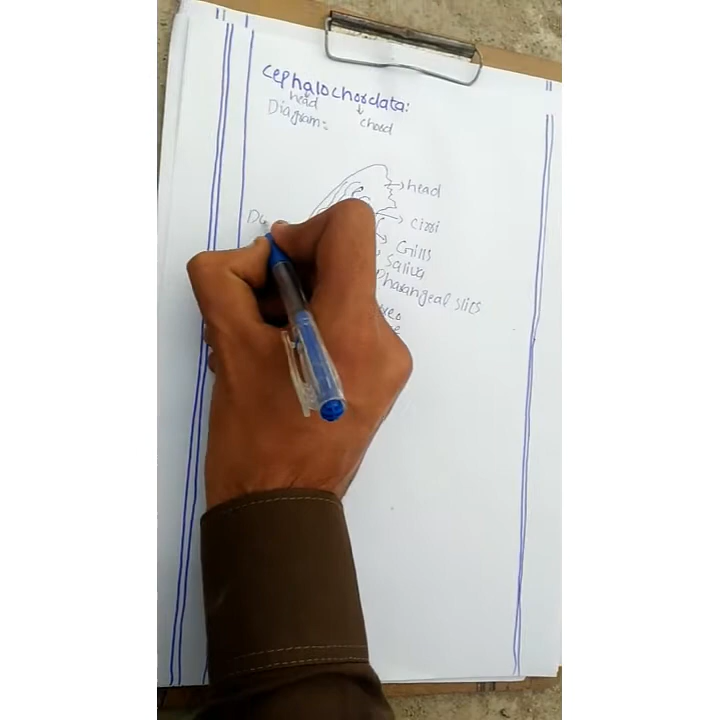 Cephalochordata:
head
Diagram:
chord
head
cirri
Gills
Saliva
Pharangeal slits